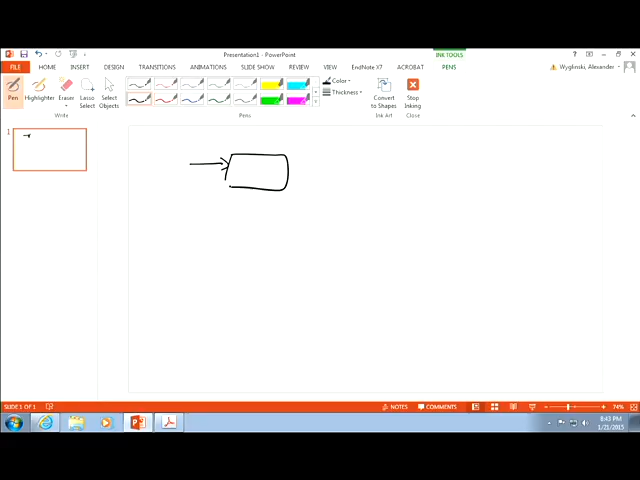 Presentation1 - PowerPoint
INK TOOLS
FILE HOME INSERT DESIGN TRANSITIONS ANIMATIONS SLIDE SHOW REVIEW VIEW EndNote X7 ACROBAT PENS
Wyglinski, Alexander
Pen Highlighter Eraser Lasso Select Select Objects
Color
Thickness
Convert to Shapes
Stop Inking
Write Pens Ink Art Close
1
SLIDE 1 OF 1
NOTES COMMENTS 74%
8:43 PM
1/21/2015